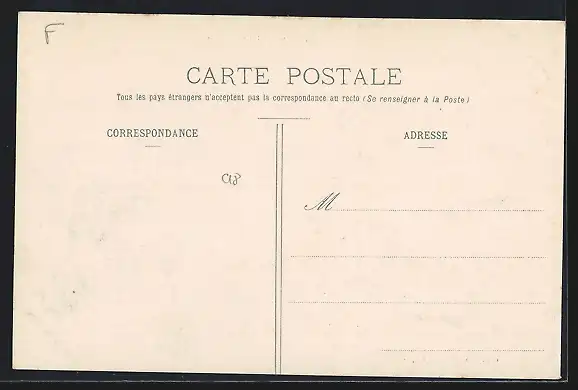 F
CARTE POSTALE
Tous les pays étrangers n'acceptent pas la correspondance au recto (Se renseigner à la Poste)
CORRESPONDANCE
ADRESSE
M